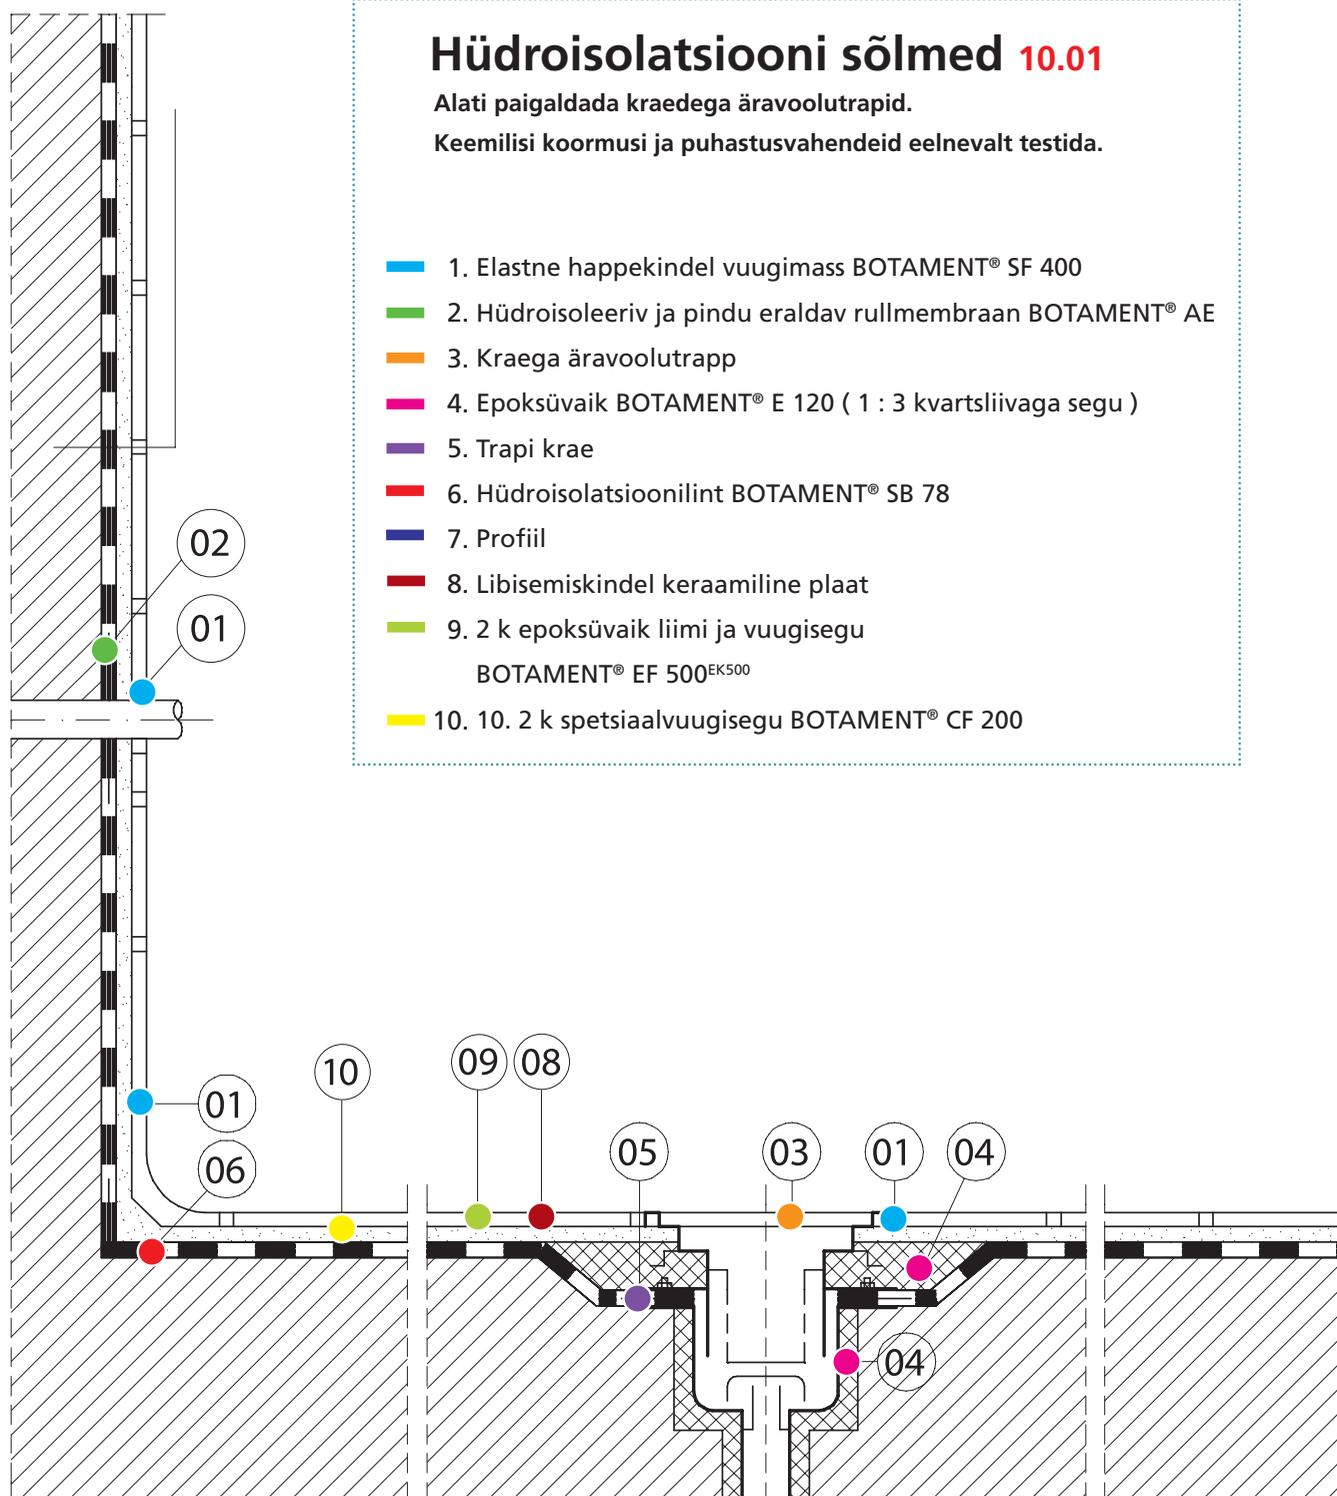 Hüdroisolatsiooni sõlmed 10.01
Alati paigaldada kraedega äravoolutrapid.
Keemilisi koormusi ja puhastusvahendeid eelnevalt testida.
1. Elastne happekindel vuugimass BOTAMENT® SF 400
2. Hüdroisoleeriv ja pindu eraldav rullmembraan BOTAMENT® AE
3. Kraega äravoolutrapp
4. Epoksüvaik BOTAMENT® E 120 ( 1 : 3 kvartsliivaga segu )
5. Trapi krae
6. Hüdroisolatsioonilint BOTAMENT® SB 78
7. Profiil
8. Libisemiskindel keraamiline plaat
9. 2 k epoksüvaik liimi ja vuugisegu
BOTAMENT® EF 500EK500
10. 10. 2 k spetsiaalvuugisegu BOTAMENT® CF 200
02
01
10
09
08
01
06
05
03
01
04
04